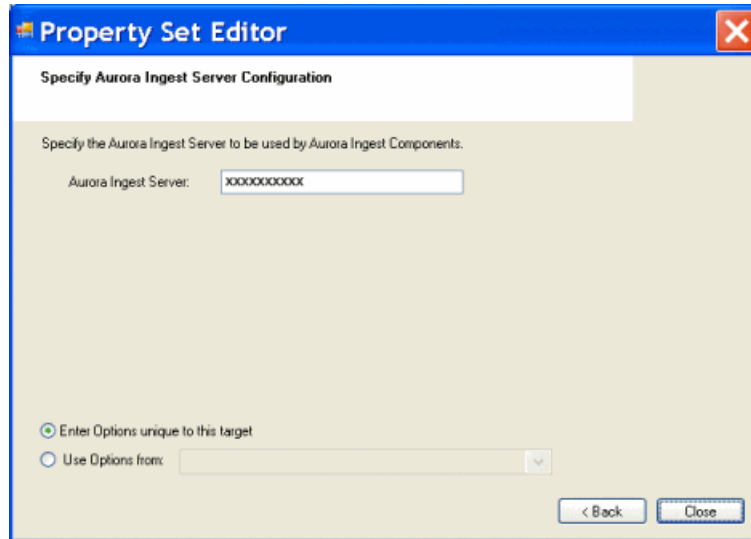 Property Set Editor
Specify Aurora Ingest Server Configuration
Specify the Aurora Ingest Server to be used by Aurora Ingest Components.
Aurora Ingest Server: xxxxxxxxxx
Enter Options unique to this target
Use Options from:
< Back Close